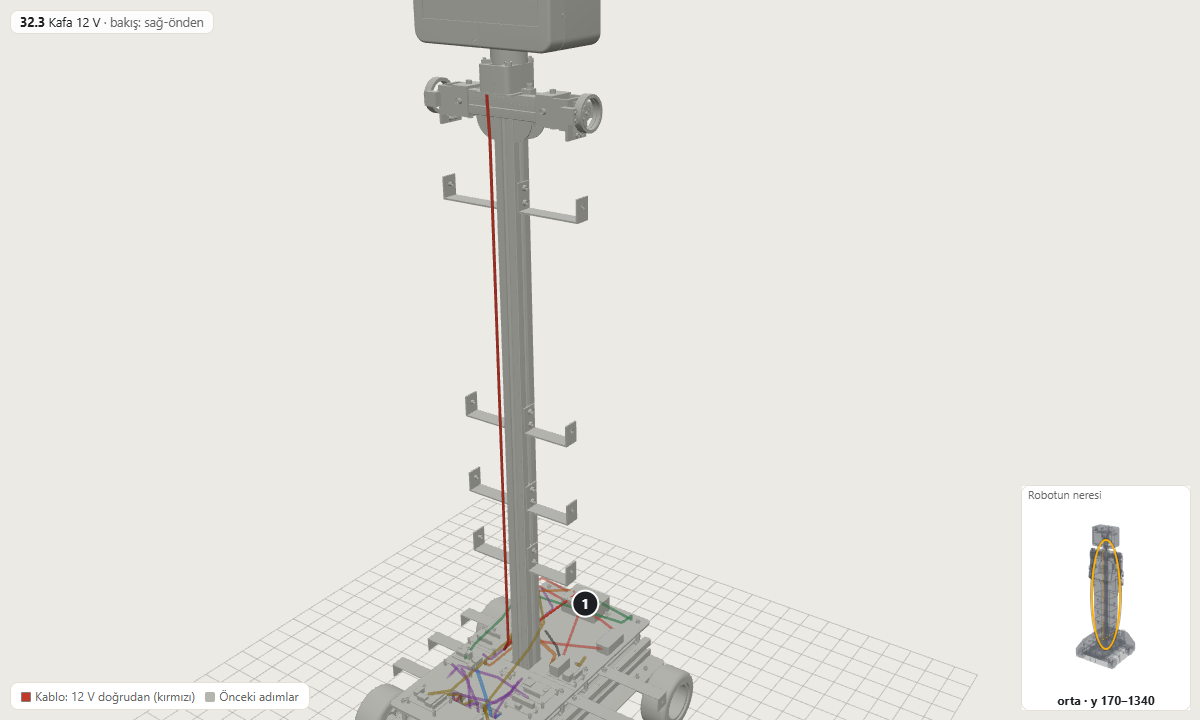 32.3 Kafa 12 V · bakış: sağ-önden
1
Robotun neresi
orta · y 170–1340
Kablo: 12 V doğrudan (kırmızı) Önceki adımlar